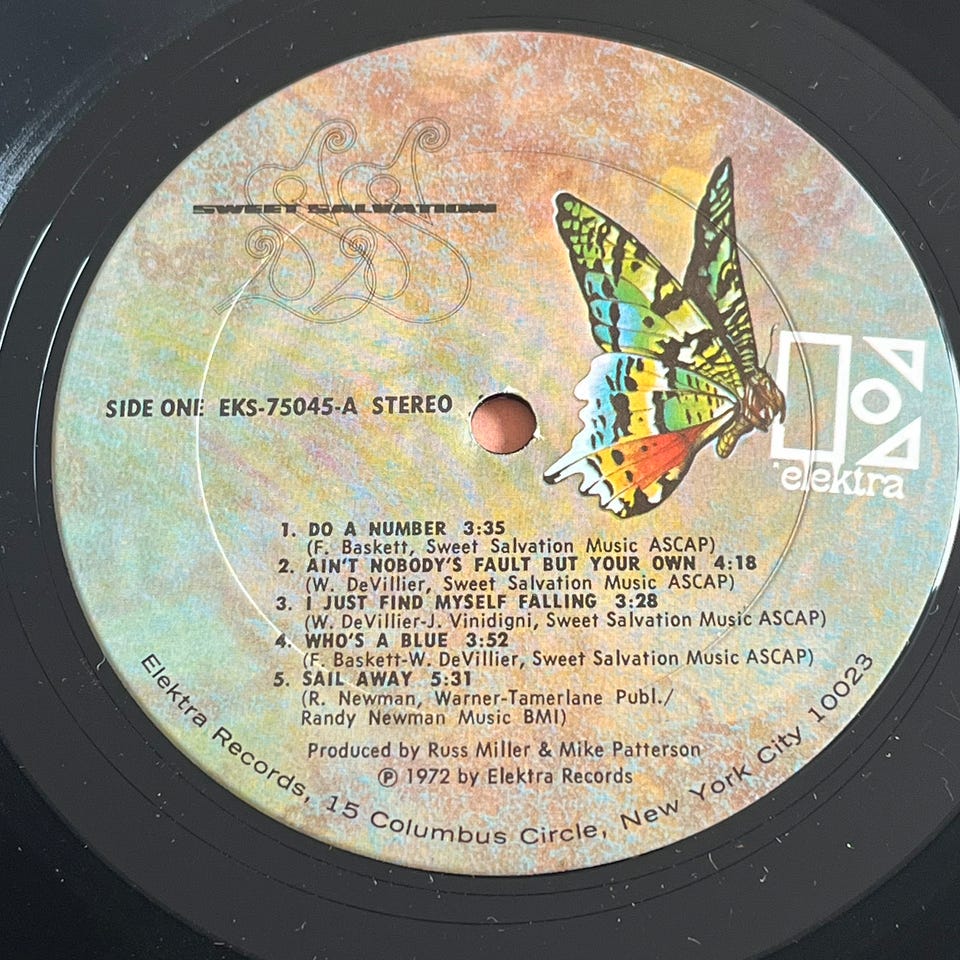 SWEET SALVATION
SIDE ONE EKS-75045-A STEREO
elektra
1. DO A NUMBER 3:35
(F. Baskett, Sweet Salvation Music ASCAP)
2. AIN'T NOBODY'S FAULT BUT YOUR OWN 4:18
(W. DeVillier, Sweet Salvation Music ASCAP)
3. I JUST FIND MYSELF FALLING 3:28
(W. DeVillier-J. Vinidigni, Sweet Salvation Music ASCAP)
4. WHO'S A BLUE 3:52
(F. Baskett-W. DeVillier, Sweet Salvation Music ASCAP)
5. SAIL AWAY 5:31
(R. Newman, Warner-Tamerlane Publ./
Randy Newman Music BMI)
Produced by Russ Miller & Mike Patterson
℗ 1972 by Elektra Records
Elektra Records, 15 Columbus Circle, New York City 10023